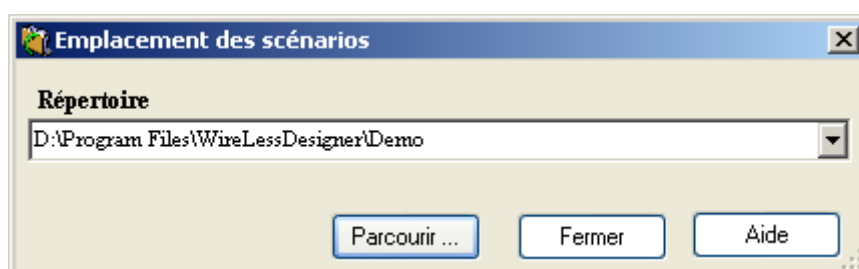 Emplacement des scénarios
Répertoire
D:\Program Files\WireLessDesigner\Demo
Parcourir ... Fermer Aide